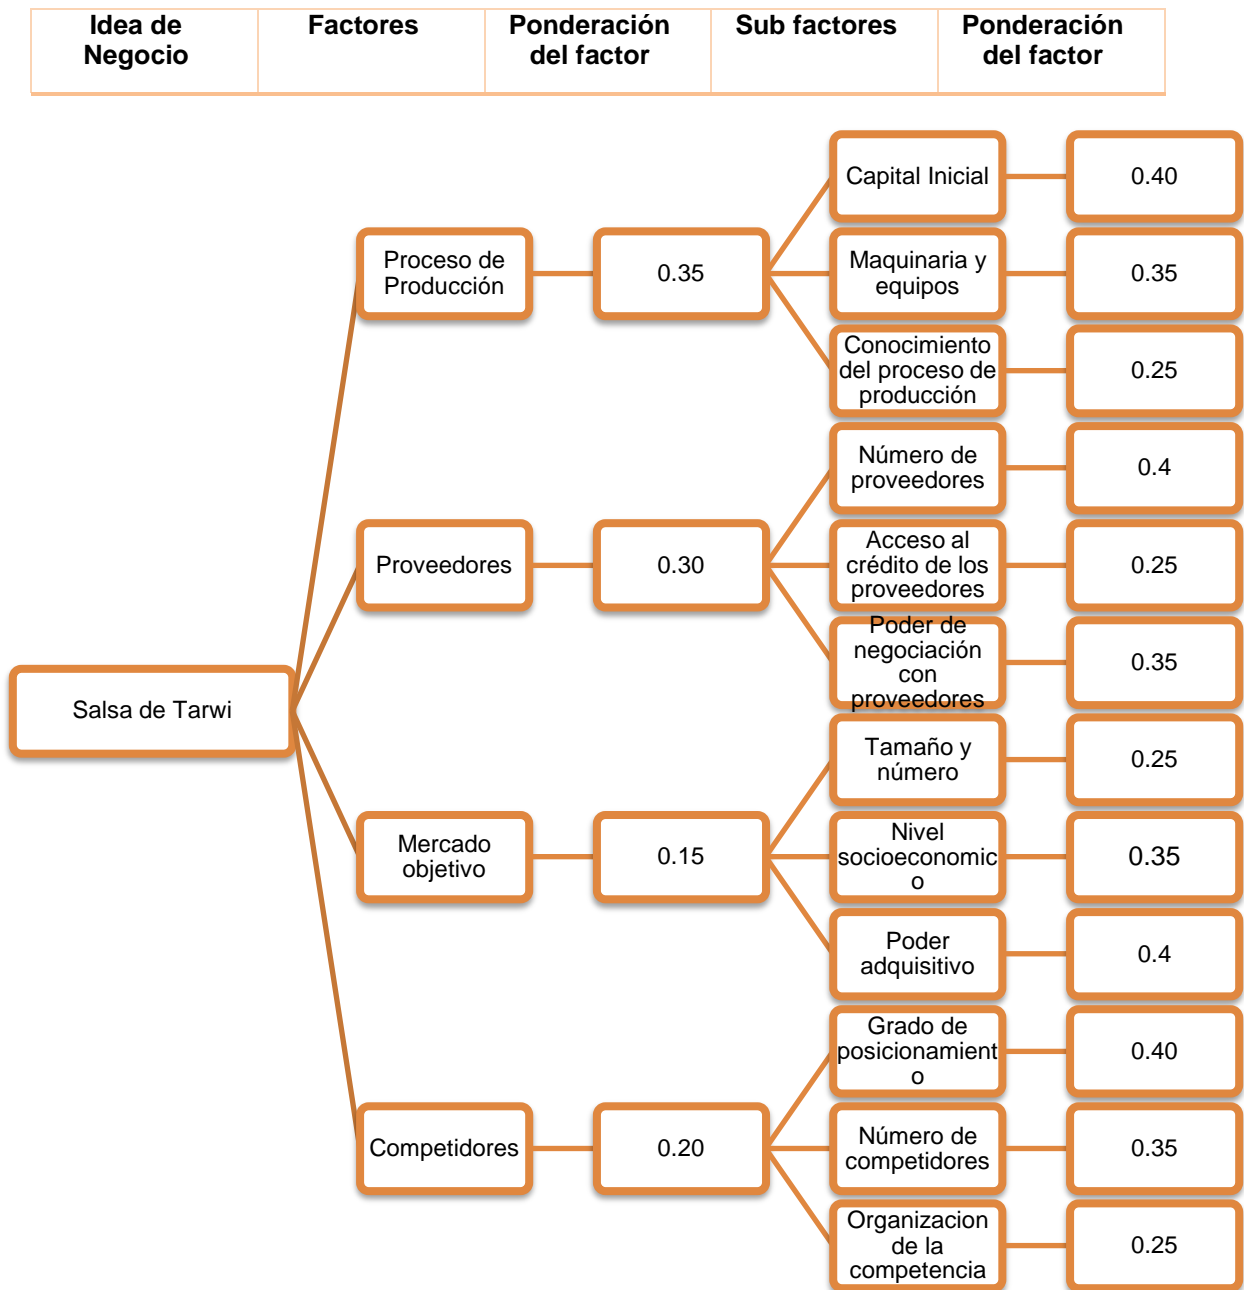 Idea de
Negocio
Factores
Ponderación
del factor
Sub factores
Ponderación
del factor
Salsa de Tarwi
Proceso de
Producción
0.35
Capital Inicial
0.40
Maquinaria y
equipos
0.35
Conocimiento
del proceso de
producción
0.25
Proveedores
0.30
Número de
proveedores
0.4
Acceso al
crédito de los
proveedores
0.25
Poder de
negociación
con
proveedores
0.35
Mercado
objetivo
0.15
Tamaño y
número
0.25
Nivel
socioeconomic
o
0.35
Poder
adquisitivo
0.4
Competidores
0.20
Grado de
posicionamient
o
0.40
Número de
competidores
0.35
Organizacion
de la
competencia
0.25